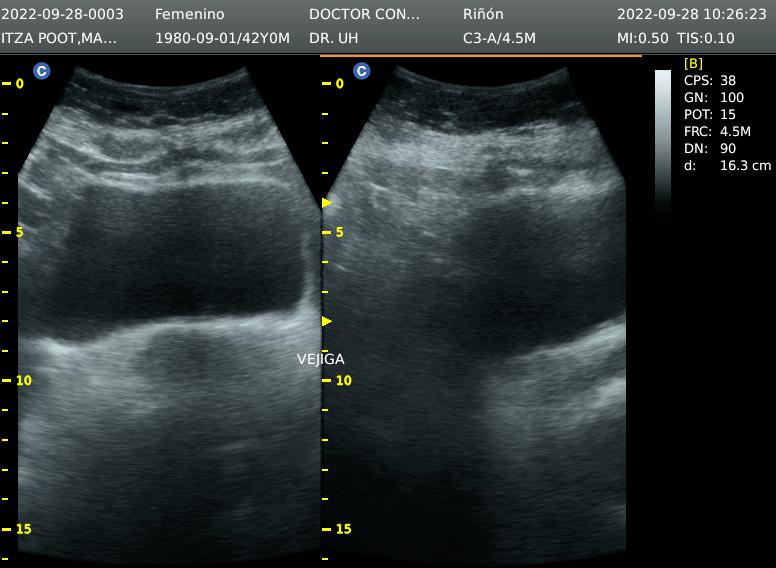 2022-09-28-0003 Femenino DOCTOR CON... Riñón 2022-09-28 10:26:23
ITZA POOT,MA... 1980-09-01/42Y0M DR. UH C3-A/4.5M MI:0.50 TIS:0.10
[B]
CPS: 38
GN: 100
POT: 15
FRC: 4.5M
DN: 90
d: 16.3 cm
C C
0 0
5 5
VEJIGA
10 10
15 15